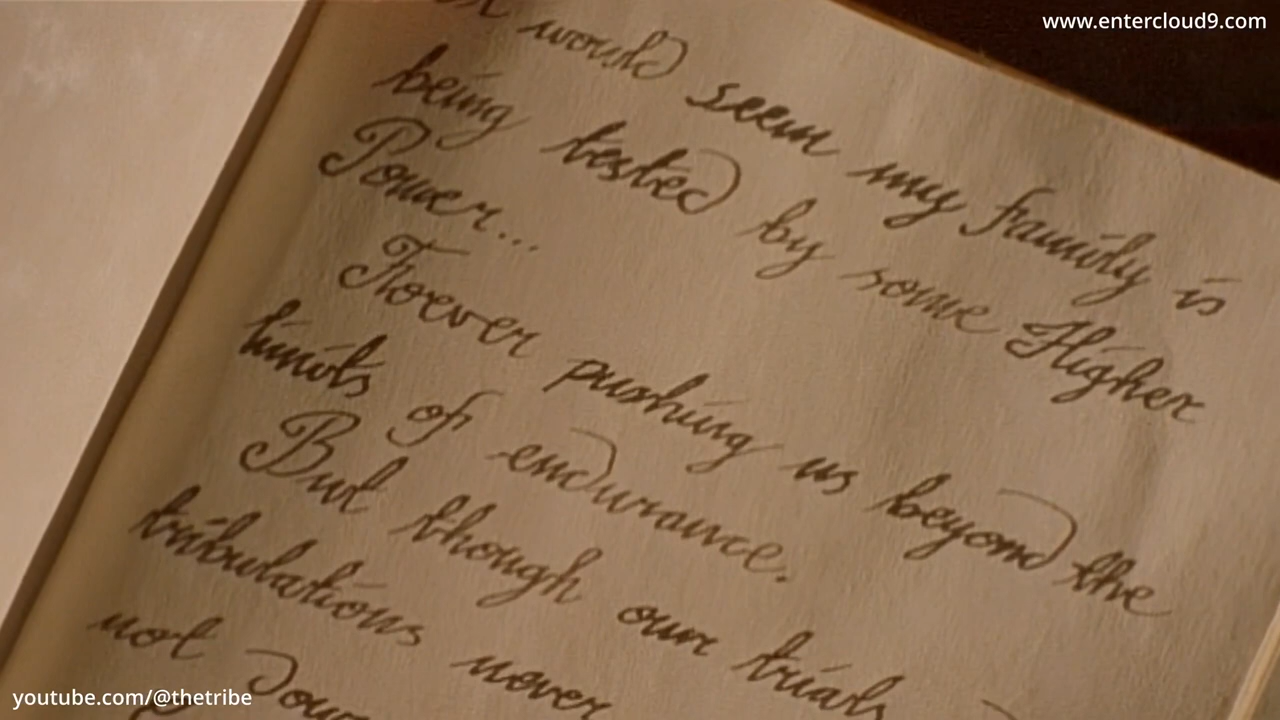 www.entercloud9.com
would seem my family is
being tested by some Higher
Power...
Foever pushing us beyond the
limits of endurance.
But though our trials
tribulations never
not
youtube.com/@thetribe